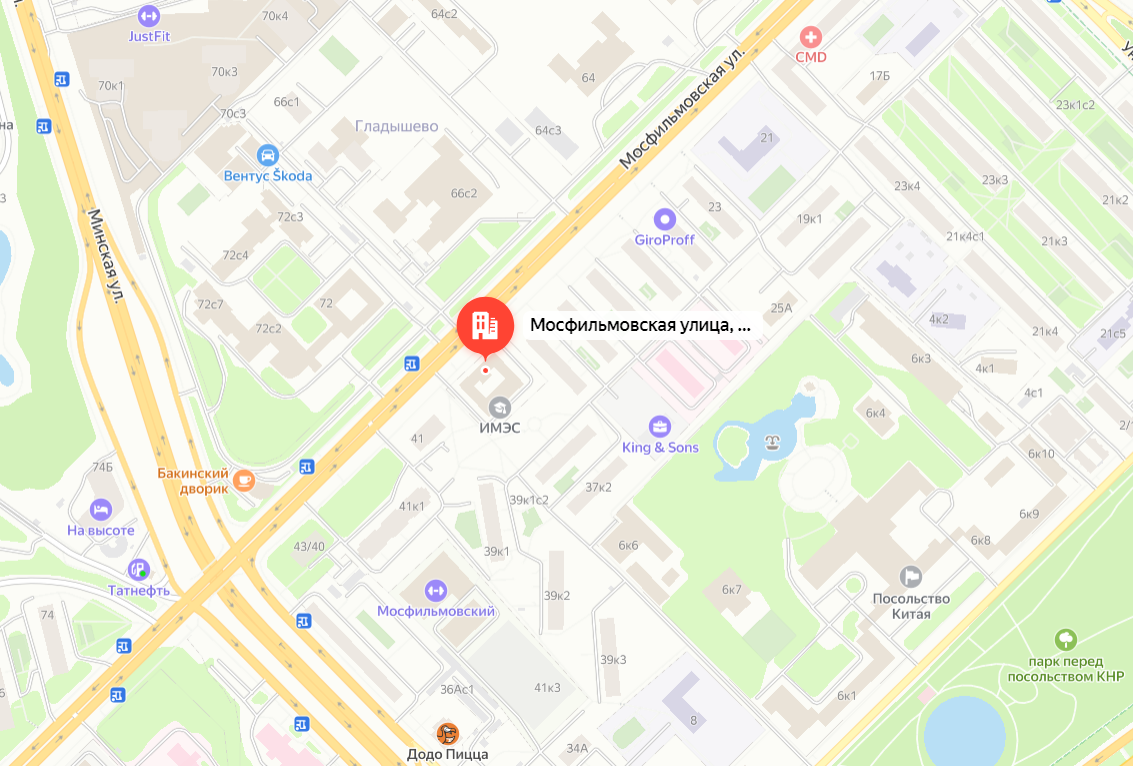 70к4
JustFit
64с2
CMD
17Б
70к3
70к1
64
23к1с2
66с1
70с3
Гладышево
64с3
Мосфильмовская ул.
21
на
Вентус Škoda
66с2
23к4
23к3
21к2
72с3
23
19к1
Минская ул.
GiroProff
21к4с1
21к3
72с4
72с7
72
25А
72с2
Мосфильмовская улица, ...
4к2
21к4
21с5
6к3
4к1
4с1
ИМЭС
6к4
41
King & Sons
2/
6к10
74Б
Бакинский
дворик
37к2
39к1с2
41к1
На высоте
6к9
43/40
39к1
6к6
6к8
Татнефть
6к7
39к2
Посольство
Китая
Мосфильмовский
74
39к3
парк перед
посольством КНР
36Ас1
41к3
6к1
8
34А
Додо Пицца